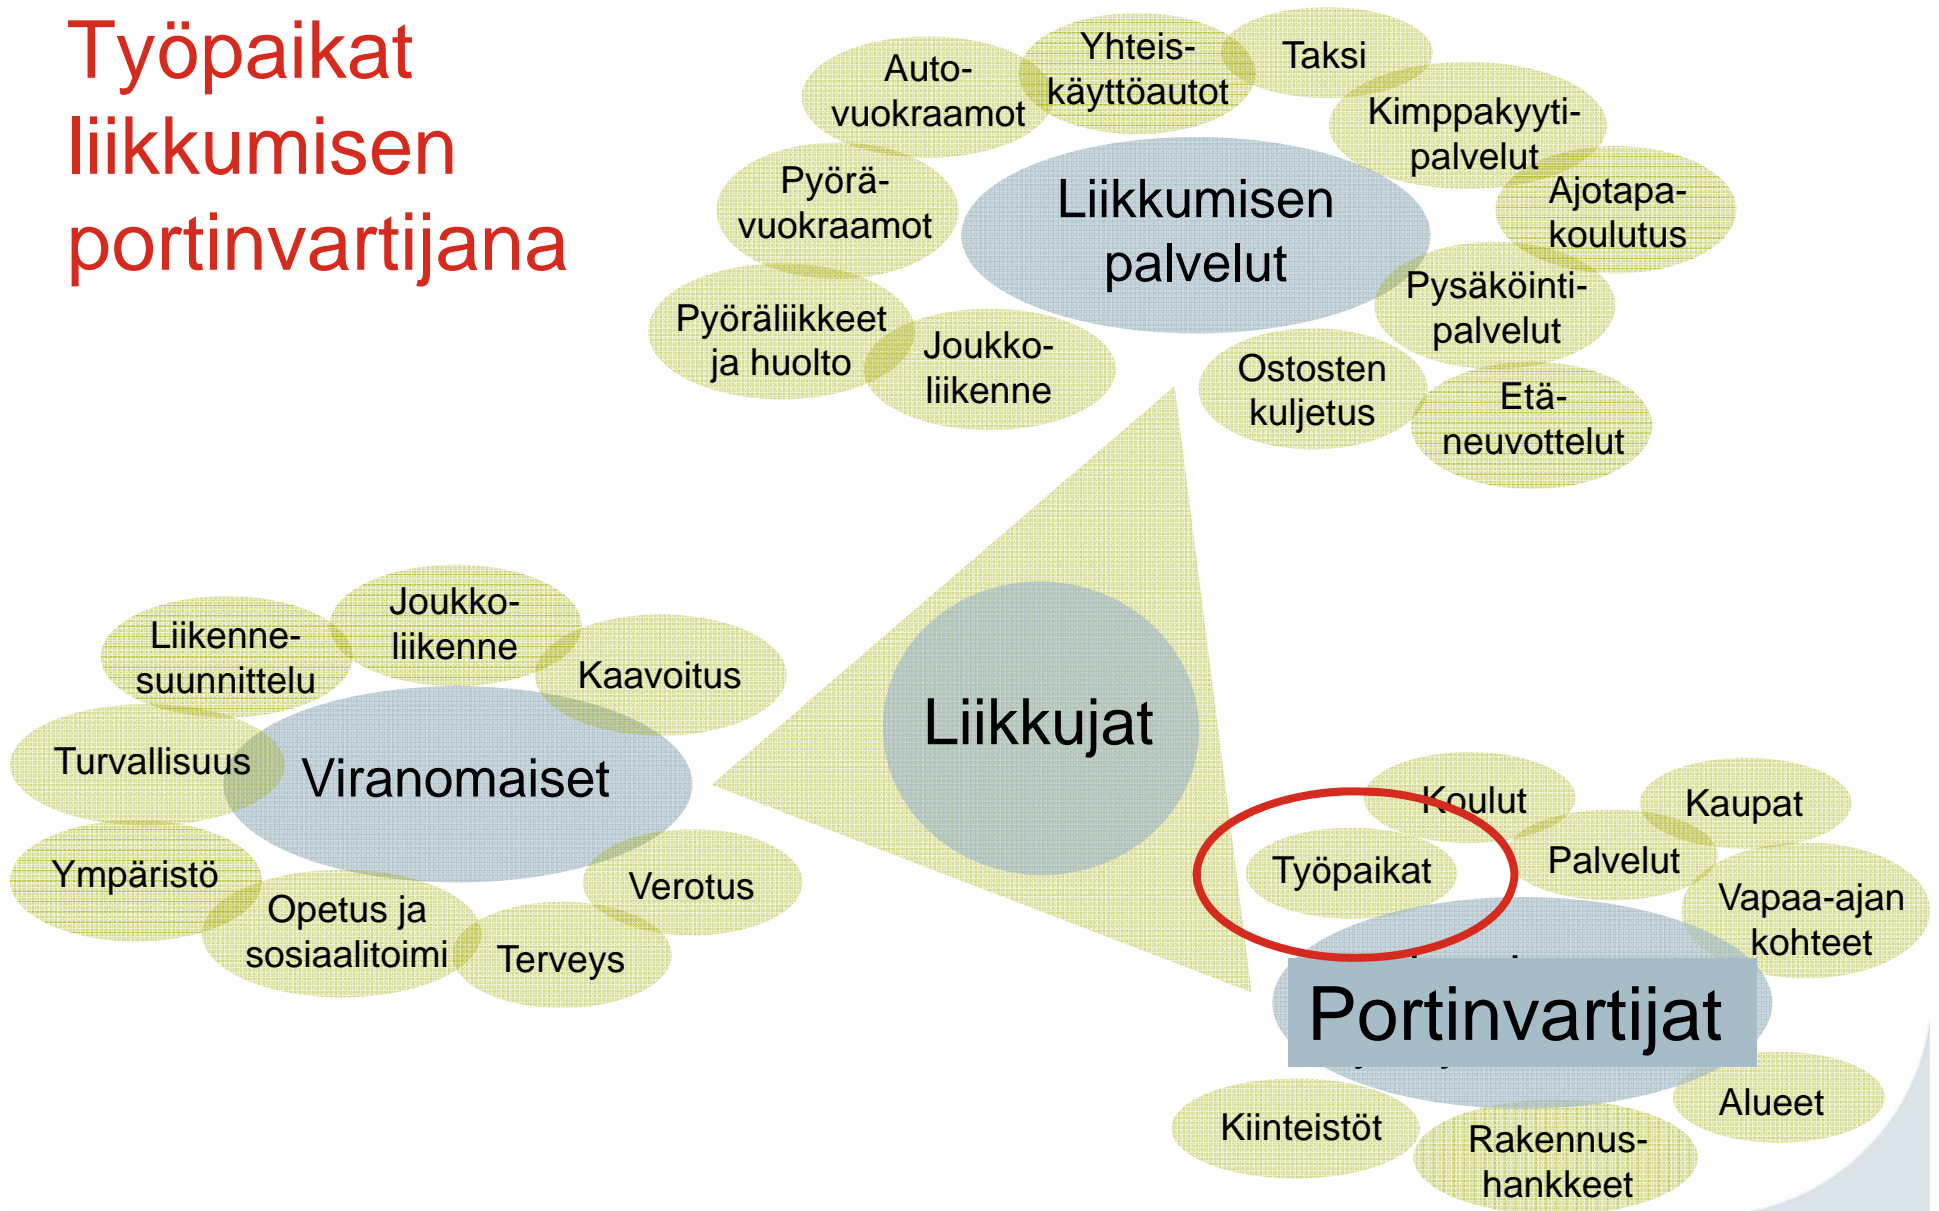 Työpaikat
liikkumisen
portinvartijana
Auto-
vuokraamot
Yhteis-
käyttöautot
Taksi
Kimppakyyti-
palvelut
Ajotapa-
koulutus
Pyörä-
vuokraamot
Liikkumisen
palvelut
Pysäköinti-
palvelut
Pyöräliikkeet
ja huolto
Joukko-
liikenne
Ostosten
kuljetus
Etä-
neuvottelut
Liikenne-
suunnittelu
Joukko-
liikenne
Kaavoitus
Turvallisuus
Viranomaiset
Ympäristö
Opetus ja
sosiaalitoimi
Terveys
Verotus
Liikkujat
Koulut
Kaupat
Työpaikat
Palvelut
Vapaa-ajan
kohteet
Portinvartijat
Kiinteistöt
Rakennus-
hankkeet
Alueet